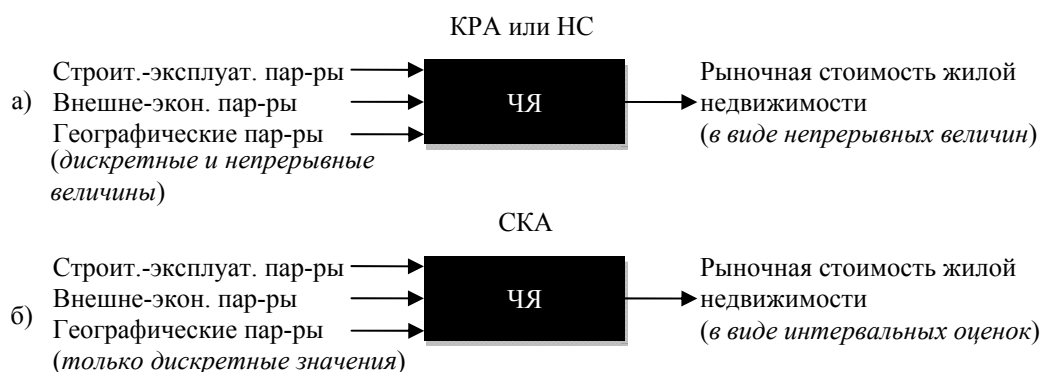 КРА или НС
Строит.-эксплуат. пар-ры
Внешне-экон. пар-ры
Географические пар-ры
(дискретные и непрерывные
величины)
а)
ЧЯ
Рыночная стоимость жилой
недвижимости
(в виде непрерывных величин)
СКА
Строит.-эксплуат. пар-ры
Внешне-экон. пар-ры
Географические пар-ры
(только дискретные значения)
б)
ЧЯ
Рыночная стоимость жилой
недвижимости
(в виде интервальных оценок)